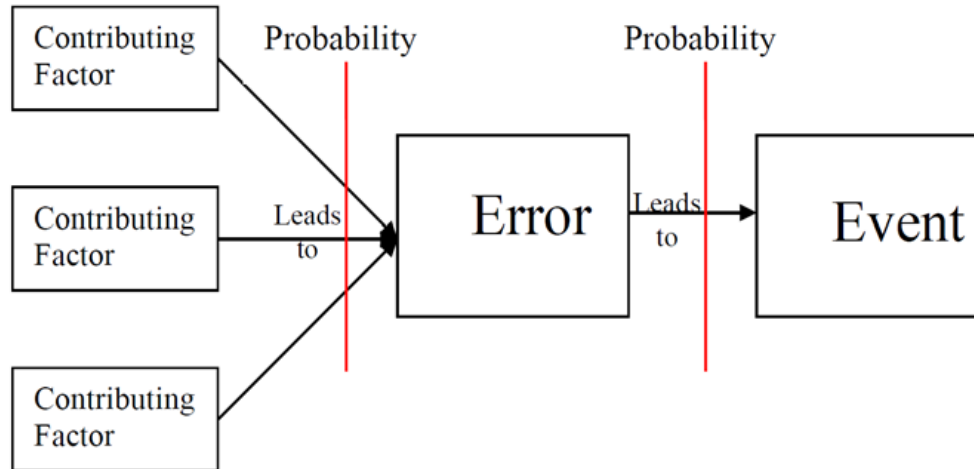 Contributing
Factor
Probability
Probability
Contributing
Factor
Leads
to
Error
Leads
to
Event
Contributing
Factor